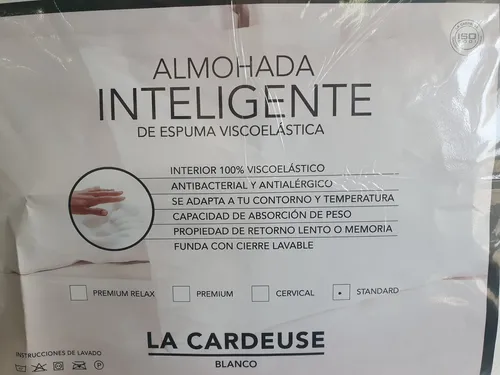 ISO
ALMOHADA
INTELIGENTE
DE ESPUMA VISCOELÁSTICA
INTERIOR 100% VISCOELÁSTICO
ANTIBACTERIAL Y ANTIALÉRGICO
SE ADAPTA A TU CONTORNO Y TEMPERATURA
CAPACIDAD DE ABSORCIÓN DE PESO
PROPIEDAD DE RETORNO LENTO O MEMORIA
FUNDA CON CIERRE LAVABLE
PREMIUM RELAX PREMIUM CERVICAL STANDARD
LA CARDEUSE
BLANCO
INSTRUCCIONES DE LAVADO
P